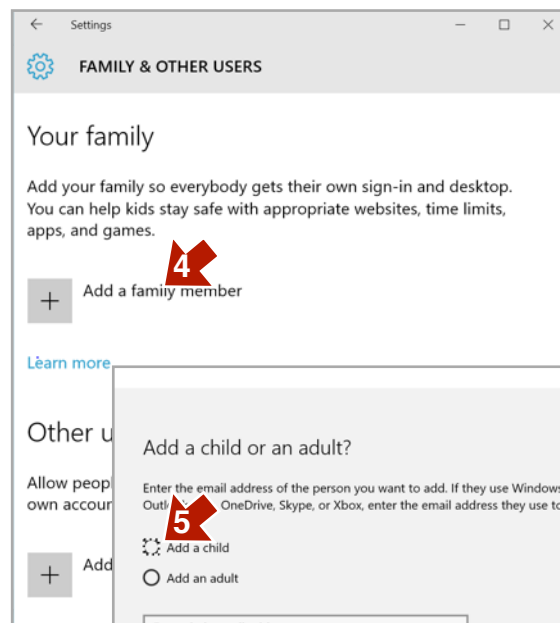 Settings
FAMILY & OTHER USERS
Your family
Add your family so everybody gets their own sign-in and desktop.
You can help kids stay safe with appropriate websites, time limits,
apps, and games.
4
Add a family member
Learn more
Other u
Allow peopl
own accour
Add
Add a child or an adult?
Enter the email address of the person you want to add. If they use Windows
OneDrive, Skype, or Xbox, enter the email address they use to
5
Add a child
Add an adult